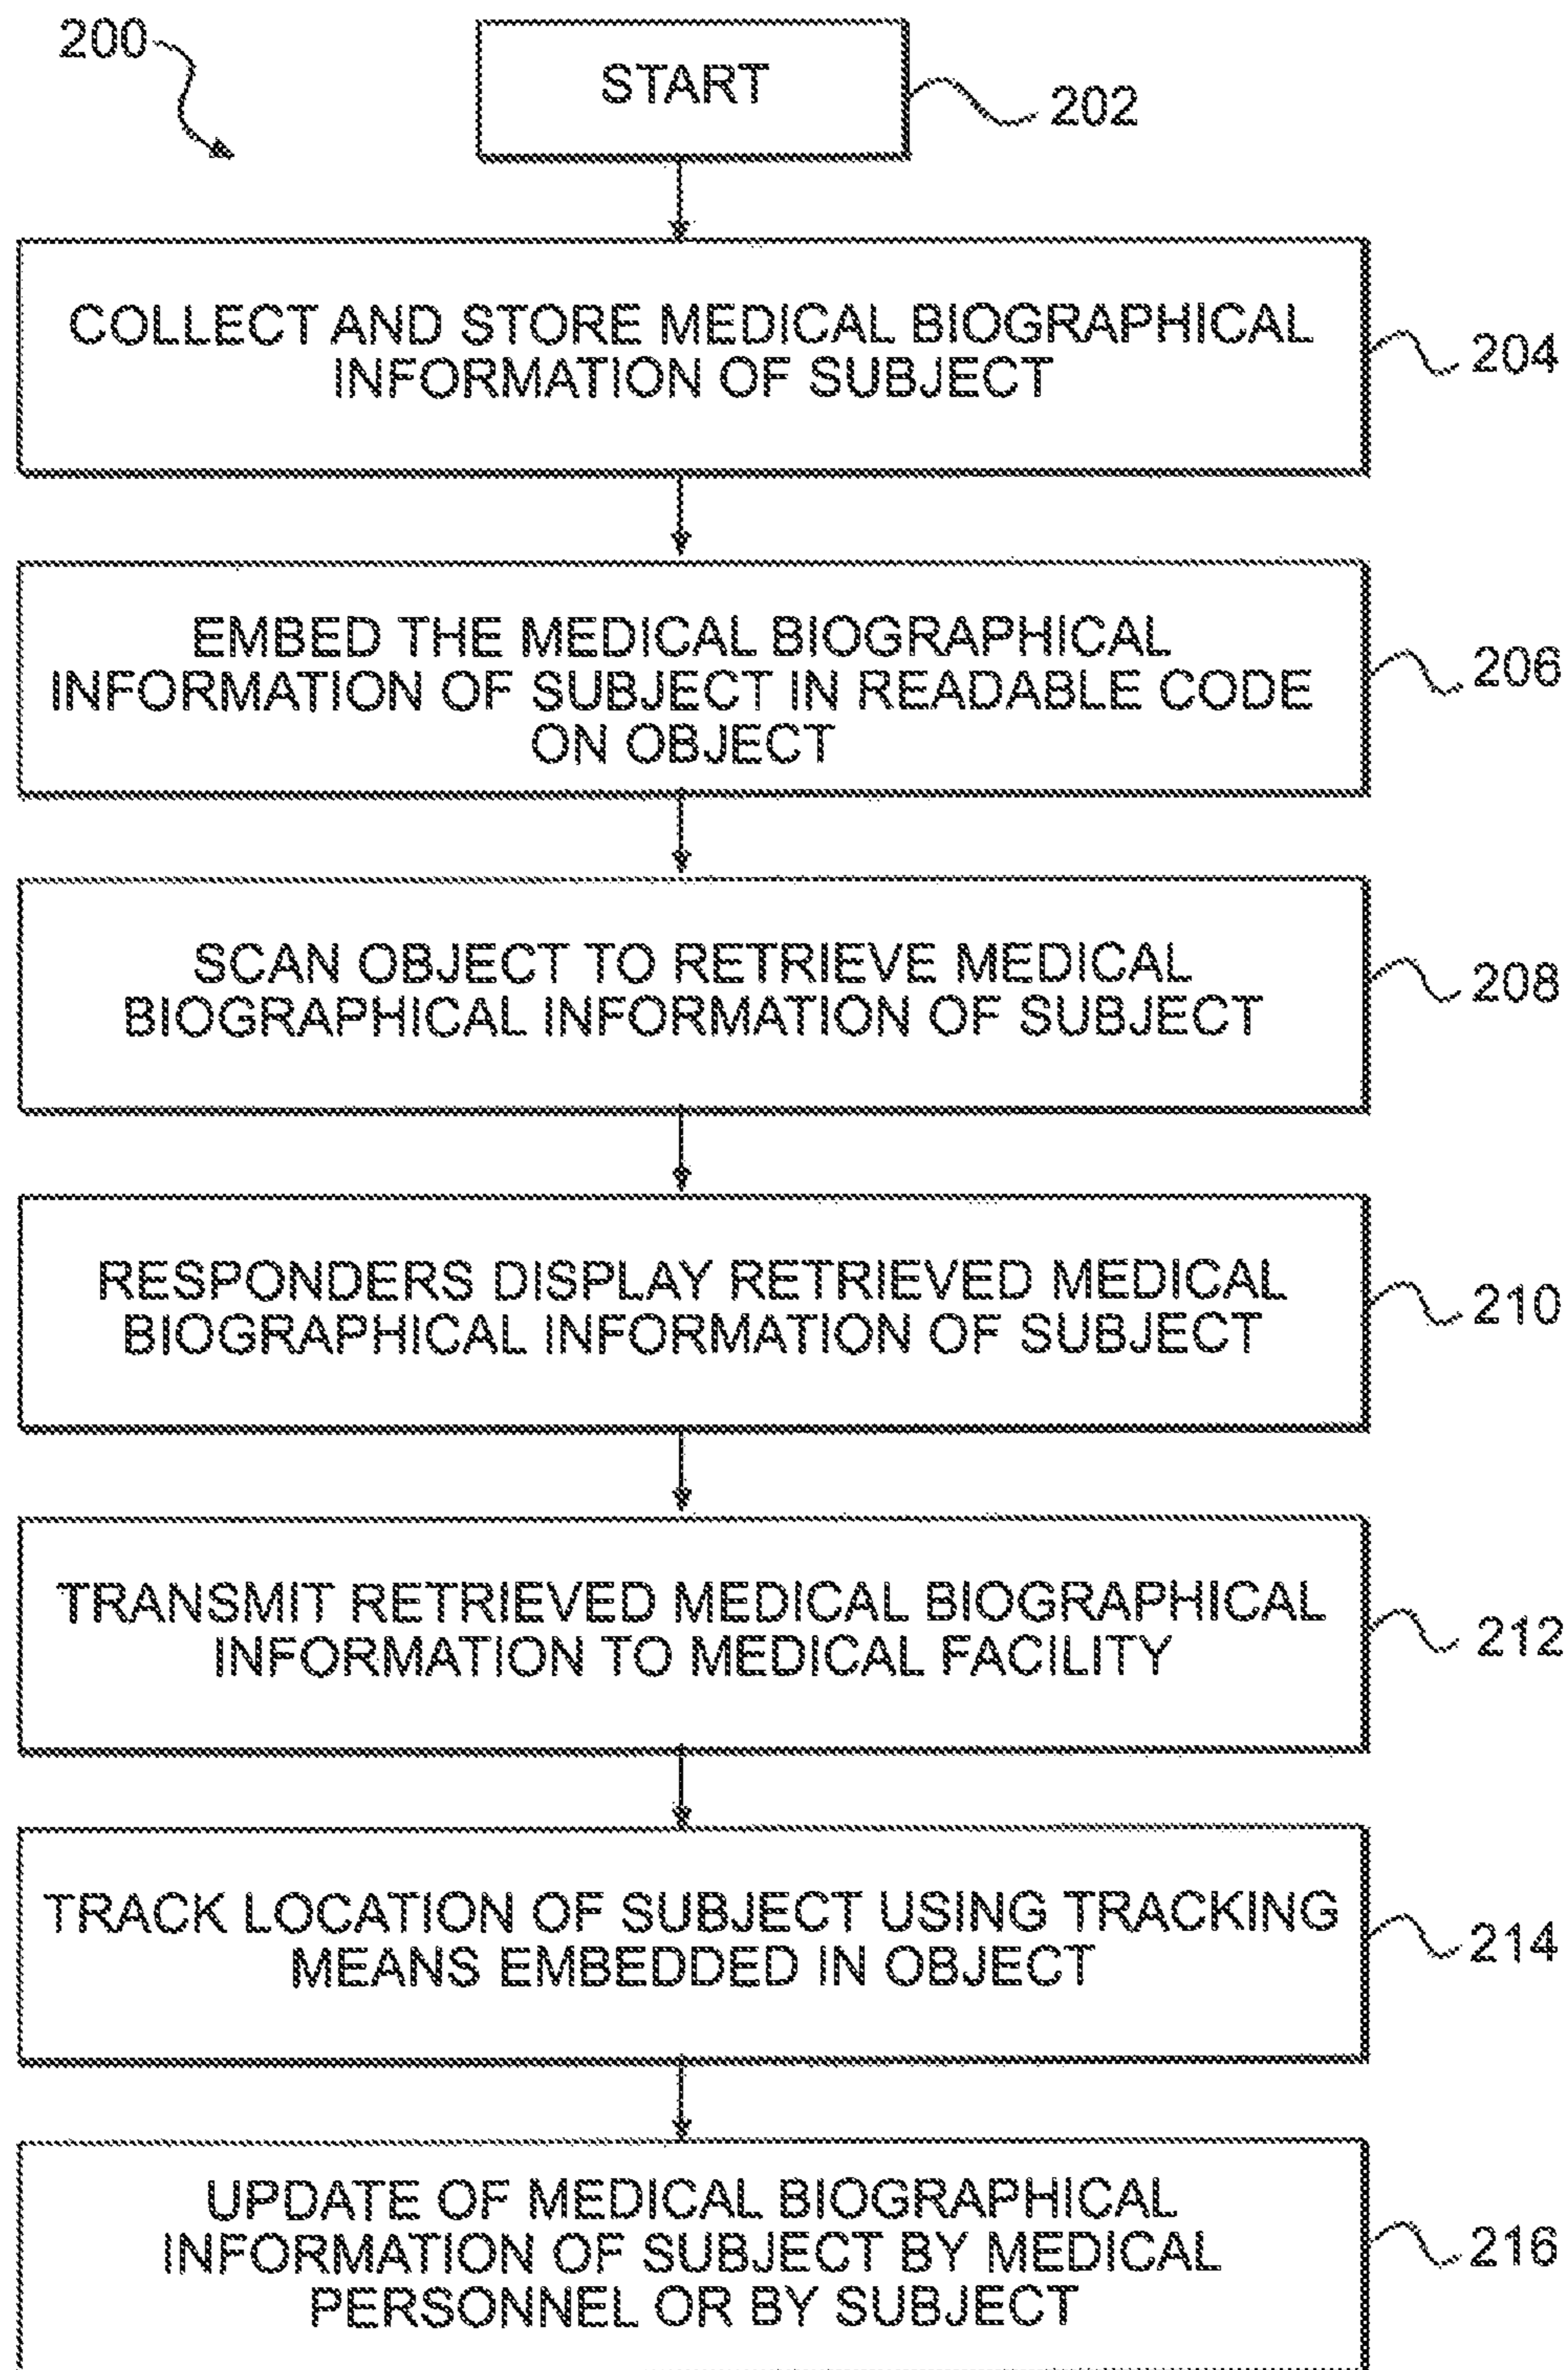 200
START
202
COLLECT AND STORE MEDICAL BIOGRAPHICAL
INFORMATION OF SUBJECT
204
EMBED THE MEDICAL BIOGRAPHICAL
INFORMATION OF SUBJECT IN READABLE CODE
ON OBJECT
206
SCAN OBJECT TO RETRIEVE MEDICAL
BIOGRAPHICAL INFORMATION OF SUBJECT
208
RESPONDERS DISPLAY RETRIEVED MEDICAL
BIOGRAPHICAL INFORMATION OF SUBJECT
210
TRANSMIT RETRIEVED MEDICAL BIOGRAPHICAL
INFORMATION TO MEDICAL FACILITY
212
TRACK LOCATION OF SUBJECT USING TRACKING
MEANS EMBEDDED IN OBJECT
214
UPDATE OF MEDICAL BIOGRAPHICAL
INFORMATION OF SUBJECT BY MEDICAL
PERSONNEL OR BY SUBJECT
216